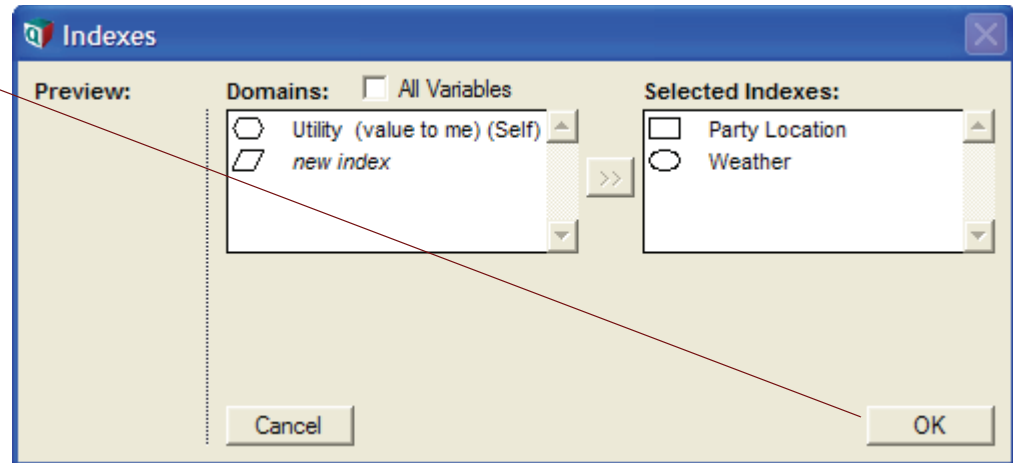 Indexes
Preview:
Domains:
All Variables
Selected Indexes:
Utility (value to me) (Self)
new index
>>
Party Location
Weather
Cancel
OK